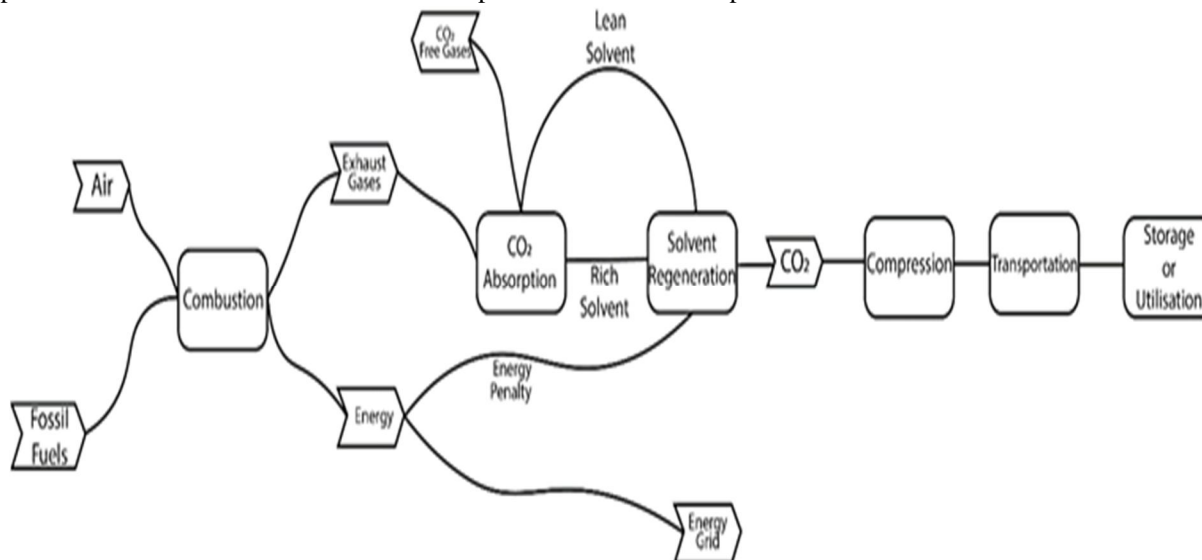 CO₂
Free Gases
Lean
Solvent
Air
Exhaust
Gases
CO₂
Absorption
Rich
Solvent
Solvent
Regeneration
CO₂
Compression
Transportation
Storage
or
Utilisation
Combustion
Fossil
Fuels
Energy
Energy
Penalty
Energy
Grid